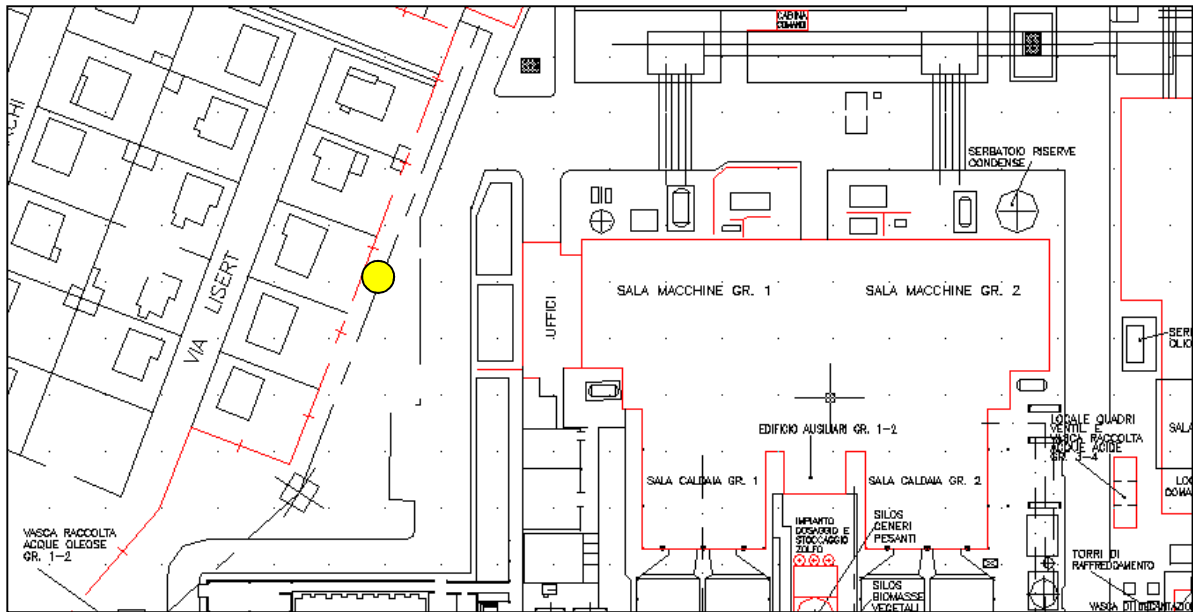 CABINA
COMANDI
SERBATOIO RISERVE
CONDENSE
VIA LISERT
UFFICI
SALA MACCHINE GR. 1
SALA MACCHINE GR. 2
EDIFICIO AUSILIARI GR. 1-2
LOCALE QUADRI
VENTIL E
VASCA RACCOLTA
ACQUE ACIDE
GR. 3-4
SALA CALDAIA GR. 1
SALA CALDAIA GR. 2
VASCA RACCOLTA
ACQUE OLEOSE
GR. 1-2
IMPIANTO
DOSAGGIO E
STOCCAGGIO
ZOLFO
SILOS
CENERI
PESANTI
SILOS
BIOMASSE
VEGETALI
TORRI DI
RAFFREDDAMENTO